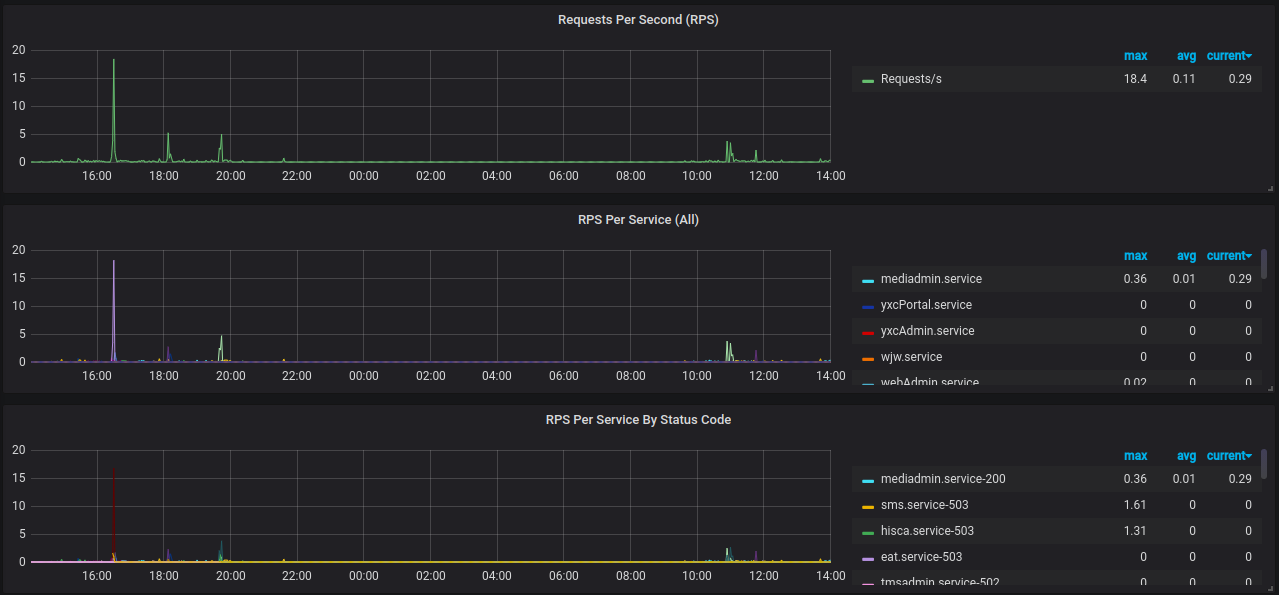 Requests Per Second (RPS)
max avg current
20
15
10
5
0
Requests/s 18.4 0.11 0.29
16:00 18:00 20:00 22:00 00:00 02:00 04:00 06:00 08:00 10:00 12:00 14:00
RPS Per Service (All)
max avg current
20
15
10
5
0
mediadmin.service 0.36 0.01 0.29
yxcPortal.service 0 0 0
yxcAdmin.service 0 0 0
wjw.service 0 0 0
webAdmin.service 0.02 0 0
16:00 18:00 20:00 22:00 00:00 02:00 04:00 06:00 08:00 10:00 12:00 14:00
RPS Per Service By Status Code
max avg current
20
15
10
5
0
mediadmin.service-200 0.36 0.01 0.29
sms.service-503 1.61 0 0
hisca.service-503 1.31 0 0
eat.service-503 0 0 0
tmsadmin.service-502 0 0 0
16:00 18:00 20:00 22:00 00:00 02:00 04:00 06:00 08:00 10:00 12:00 14:00